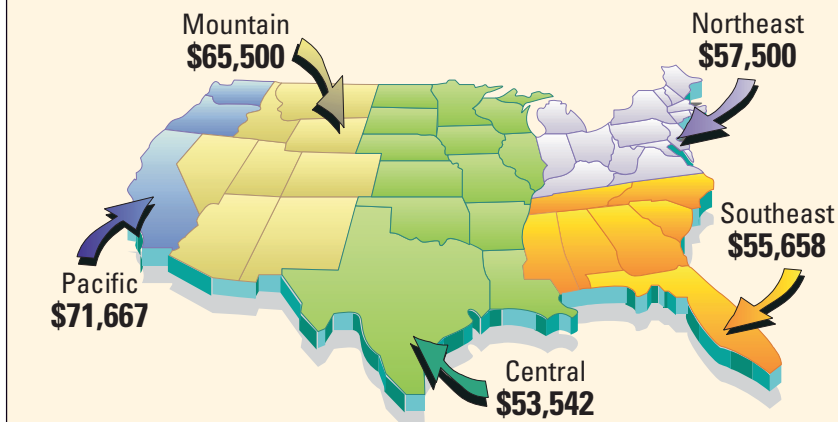 Mountain
$65,500
Northeast
$57,500
Southeast
$55,658
Pacific
$71,667
Central
$53,542